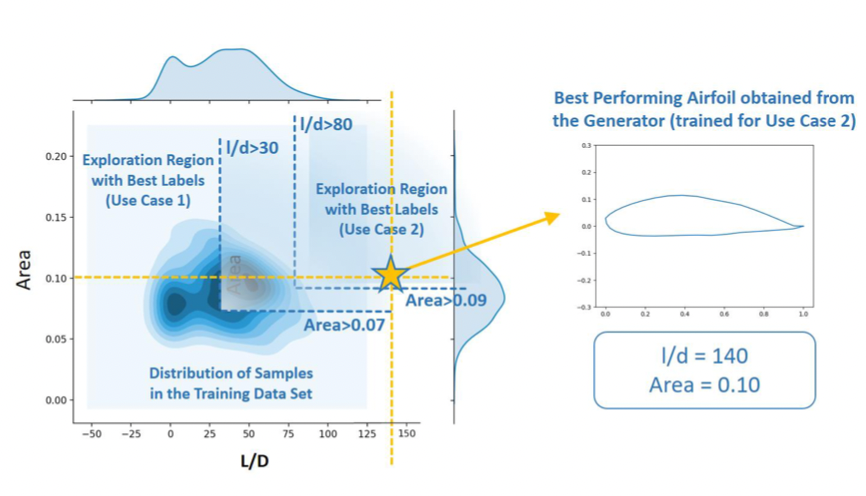 Best Performing Airfoil obtained from
the Generator (trained for Use Case 2)
l/d>80
l/d>30
Exploration Region
with Best Labels
(Use Case 1)
Exploration Region
with Best Labels
(Use Case 2)
Area
Area>0.09
Area>0.07
Distribution of Samples
in the Training Data Set
Area
0.20
0.15
0.10
0.05
0.00
−50
−25
0
25
50
75
100
125
150
L/D
0.3
0.2
0.1
0.0
−0.1
−0.2
−0.3
0.0
0.2
0.4
0.6
0.8
1.0
l/d = 140
Area = 0.10